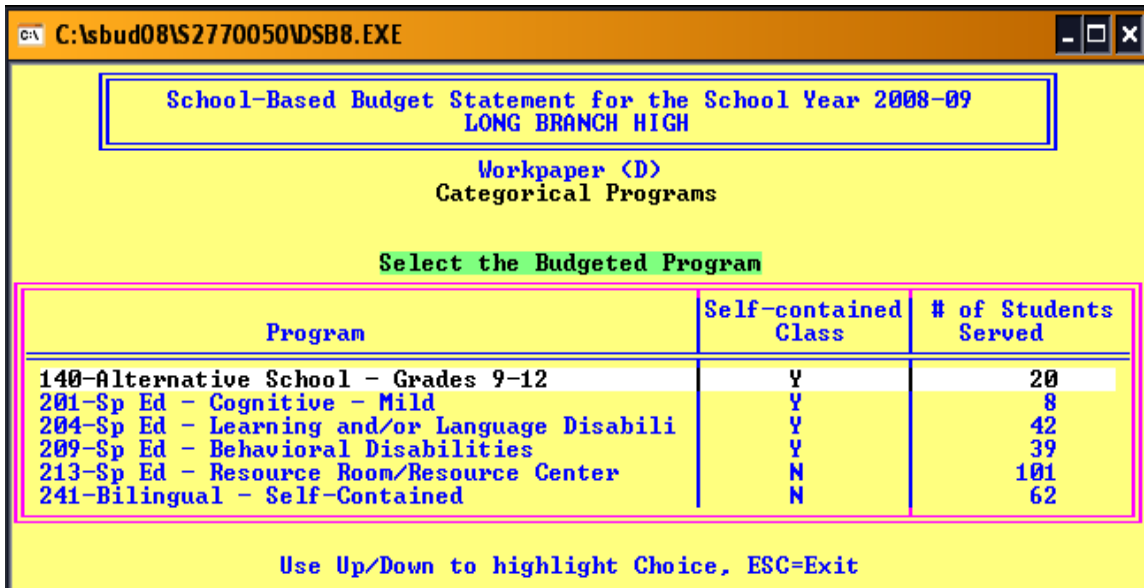 C:\sbud08\S2770050\DSB8.EXE
School-Based Budget Statement for the School Year 2008-09
LONG BRANCH HIGH
Workpaper (D)
Categorical Programs
Select the Budgeted Program
Program Self-contained Class # of Students Served
140-Alternative School - Grades 9-12 Y 20
201-Sp Ed - Cognitive - Mild Y 8
204-Sp Ed - Learning and/or Language Disabili Y 42
209-Sp Ed - Behavioral Disabilities Y 39
213-Sp Ed - Resource Room/Resource Center N 101
241-Bilingual - Self-Contained N 62
Use Up/Down to highlight Choice, ESC=Exit